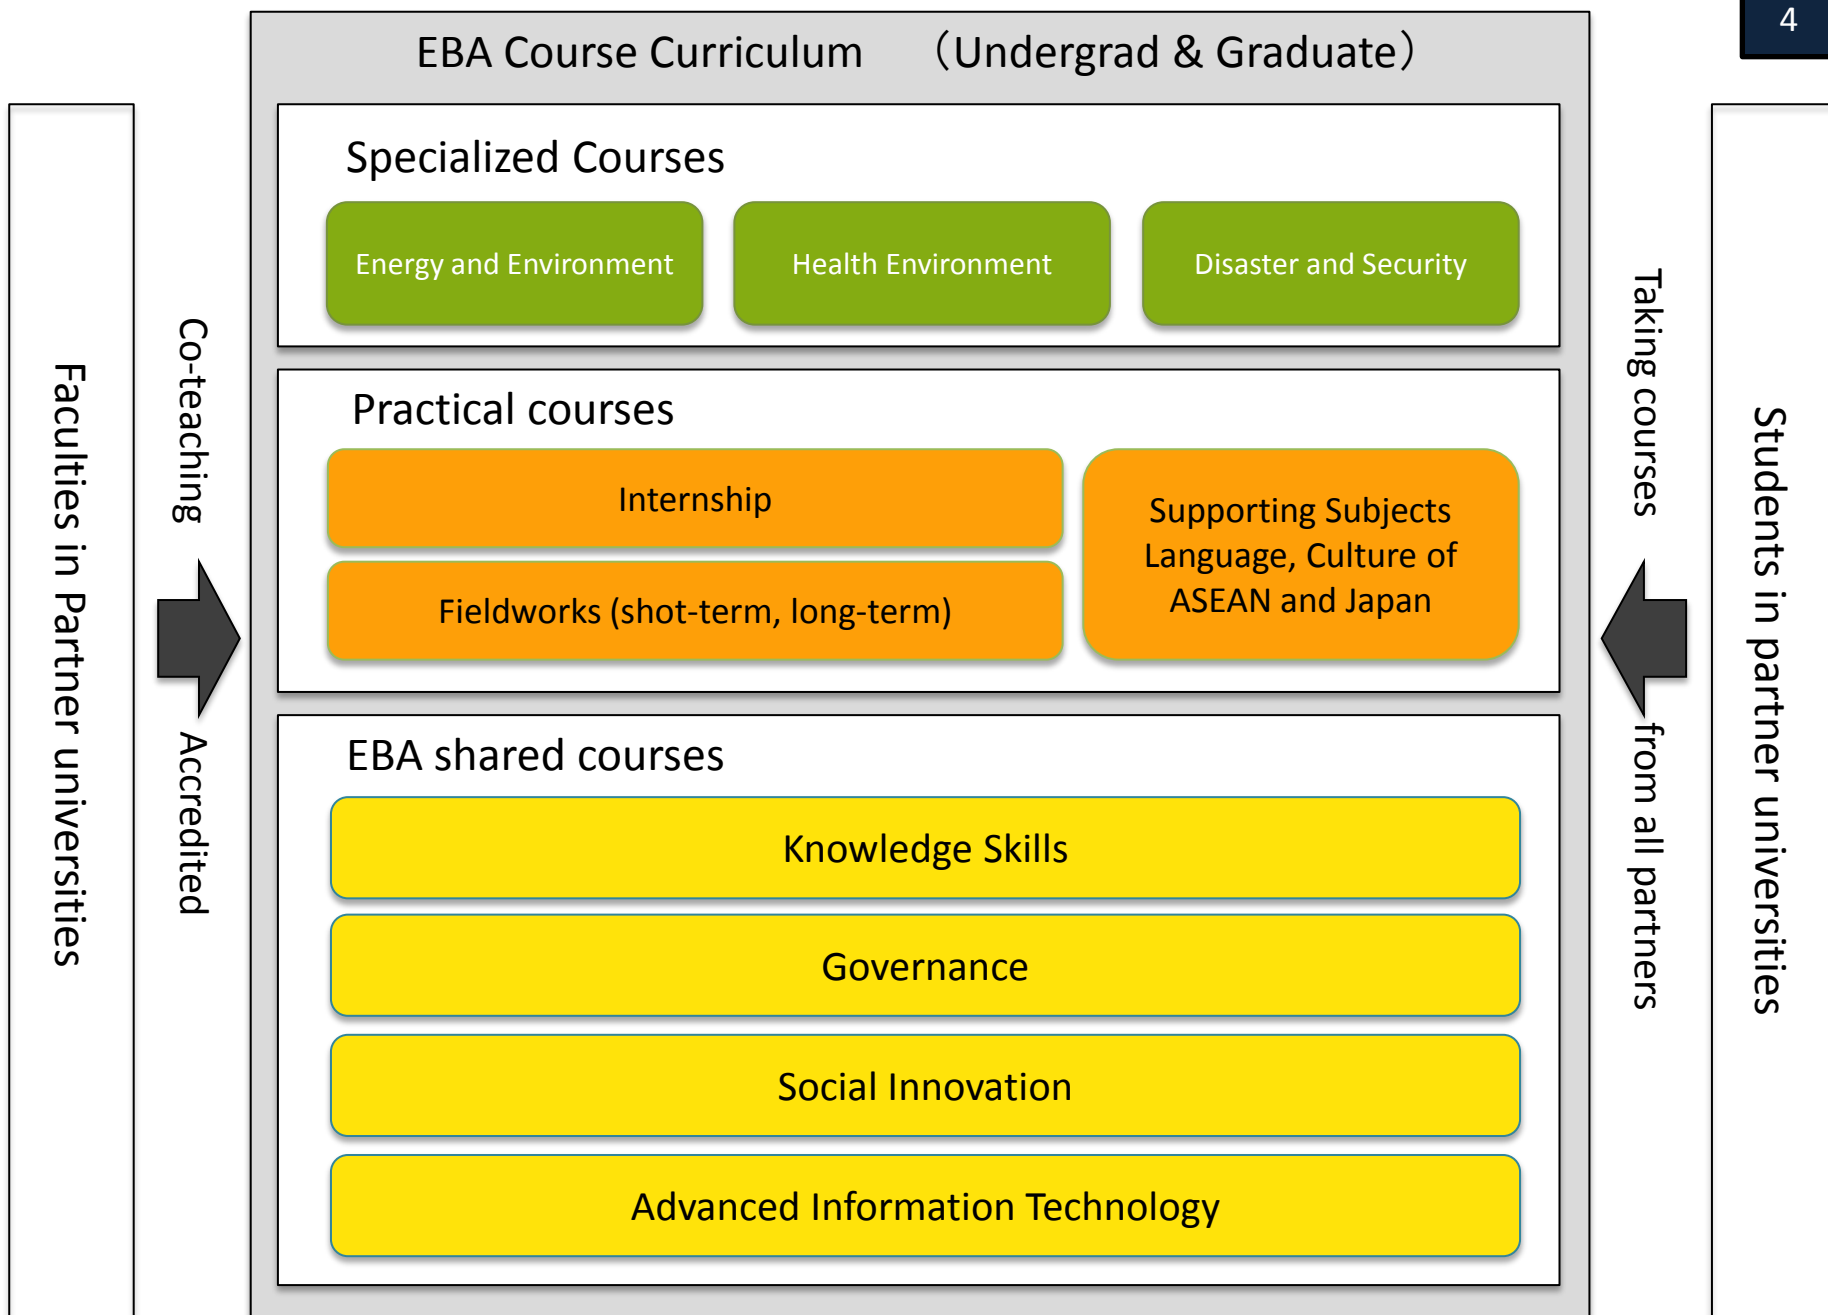 4
EBA Course Curriculum （Undergrad & Graduate）
Specialized Courses
Energy and Environment
Health Environment
Disaster and Security
Practical courses
Internship
Fieldworks (shot-term, long-term)
Supporting Subjects
Language, Culture of
ASEAN and Japan
EBA shared courses
Knowledge Skills
Governance
Social Innovation
Advanced Information Technology
Faculties in Partner universities
Co-teaching
Accredited
Taking courses
from all partners
Students in partner universities